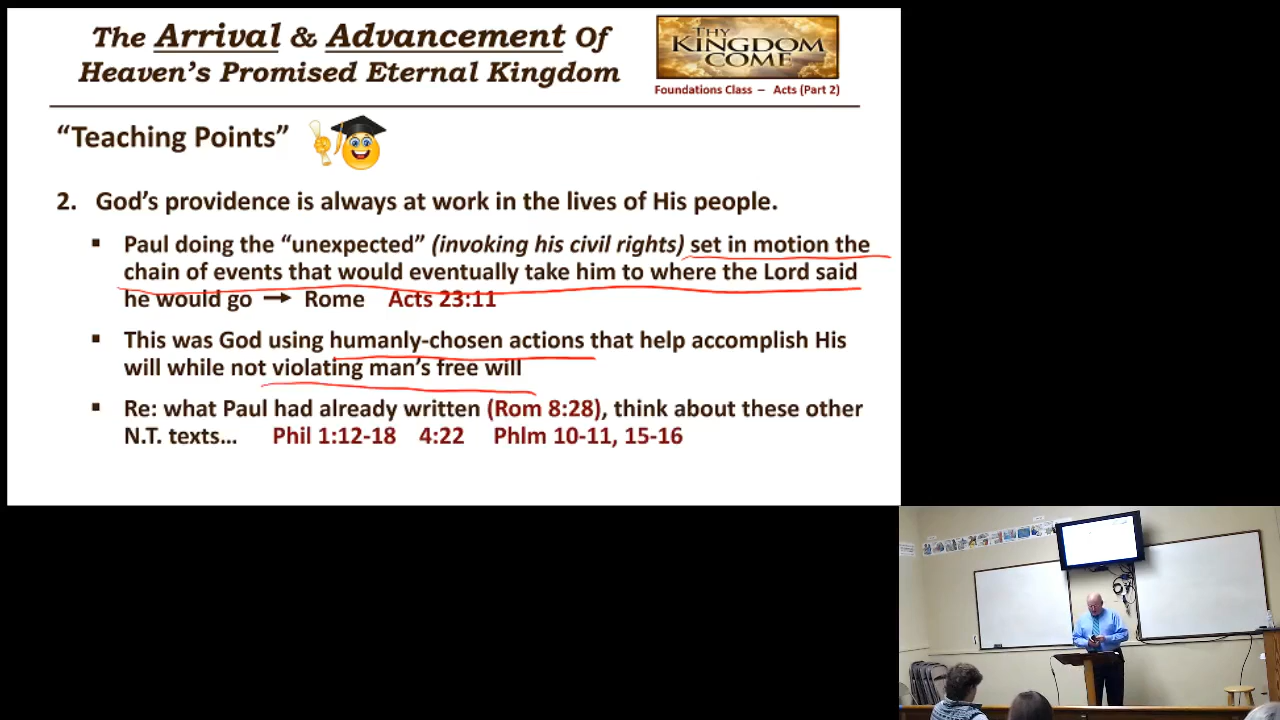 The Arrival & Advancement Of
Heaven's Promised Eternal Kingdom
THY
KINGDOM
COME
Foundations Class – Acts (Part 2)
"Teaching Points"
2. God's providence is always at work in the lives of His people.
▪ Paul doing the "unexpected" (invoking his civil rights) set in motion the
chain of events that would eventually take him to where the Lord said
he would go → Rome Acts 23:11
▪ This was God using humanly-chosen actions that help accomplish His
will while not violating man's free will
▪ Re: what Paul had already written (Rom 8:28), think about these other
N.T. texts… Phil 1:12-18 4:22 Phlm 10-11, 15-16